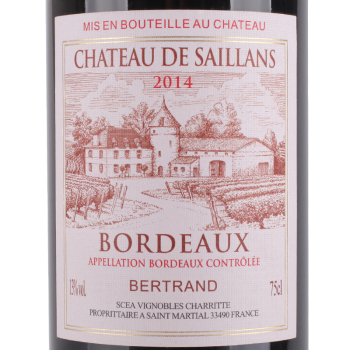 MIS EN BOUTEILLE AU CHATEAU
CHATEAU DE SAILLANS
2014
BORDEAUX
APPELLATION BORDEAUX CONTRÔLÉE
13%vol. BERTRAND 75cl
SCEA VIGNOBLES CHARRITTE
PROPRITTAIRE A SAINT MARTIAL 33490 FRANCE